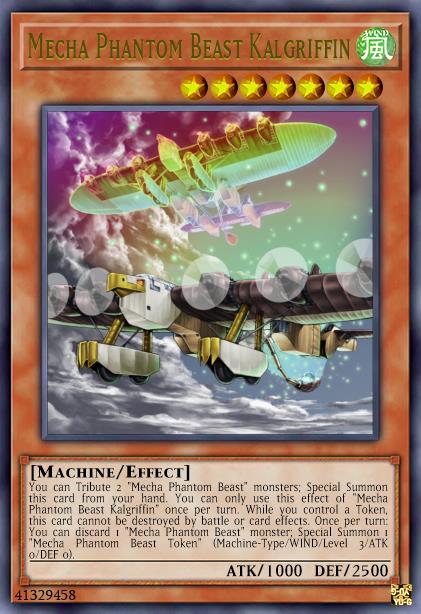 MECHA PHANTOM BEAST KALGRIFFIN
WIND
風
[MACHINE/EFFECT]
You can Tribute 2 "Mecha Phantom Beast" monsters; Special Summon
this card from your hand. You can only use this effect of "Mecha
Phantom Beast Kalgriffin" once per turn. While you control a Token,
this card cannot be destroyed by battle or card effects. Once per turn:
You can discard 1 "Mecha Phantom Beast" monster; Special Summon 1
"Mecha Phantom Beast Token" (Machine-Type/WIND/Level 3/ATK
0/DEF 0).
ATK/1000 DEF/2500
41329458